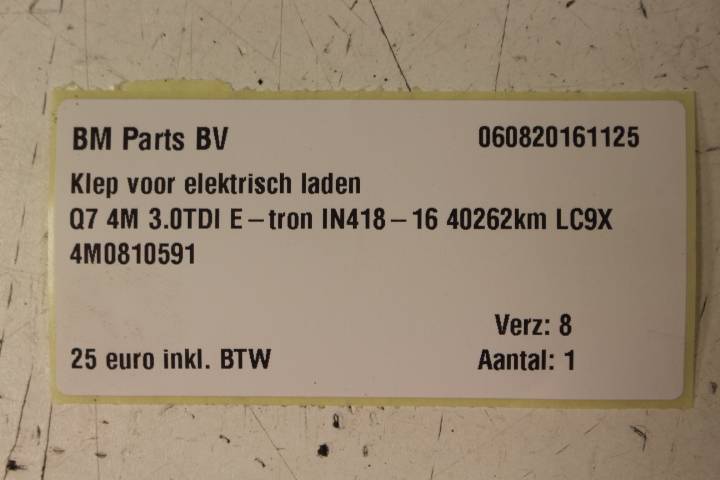 BM Parts BV 060820161125
Klep voor elektrisch laden
Q7 4M 3.0TDI E-tron IN418-16 40262km LC9X
4M0810591
Verz: 8
25 euro inkl. BTW Aantal: 1